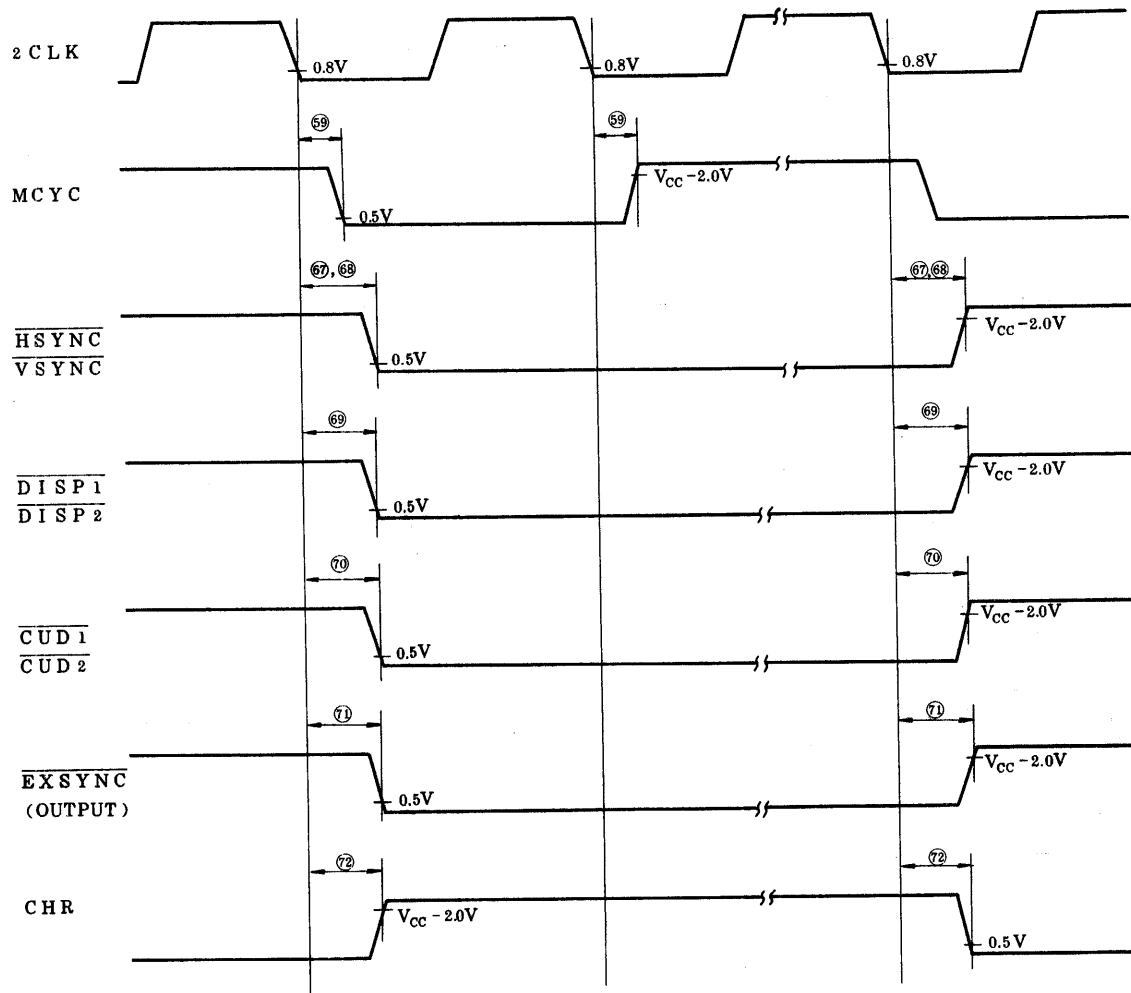 2CLK
0.8V
0.8V
0.8V
㊾ ㊾
MCYC
0.5V
VCC-2.0V
67, 68
67, 68
HSYNC
VSYNC
0.5V
VCC-2.0V
69
69
DISP1
DISP2
0.5V
VCC-2.0V
70
70
CUD1
CUD2
0.5V
VCC-2.0V
71
71
EXSYNC
(OUTPUT)
0.5V
VCC-2.0V
72
72
CHR
VCC-2.0V
0.5V